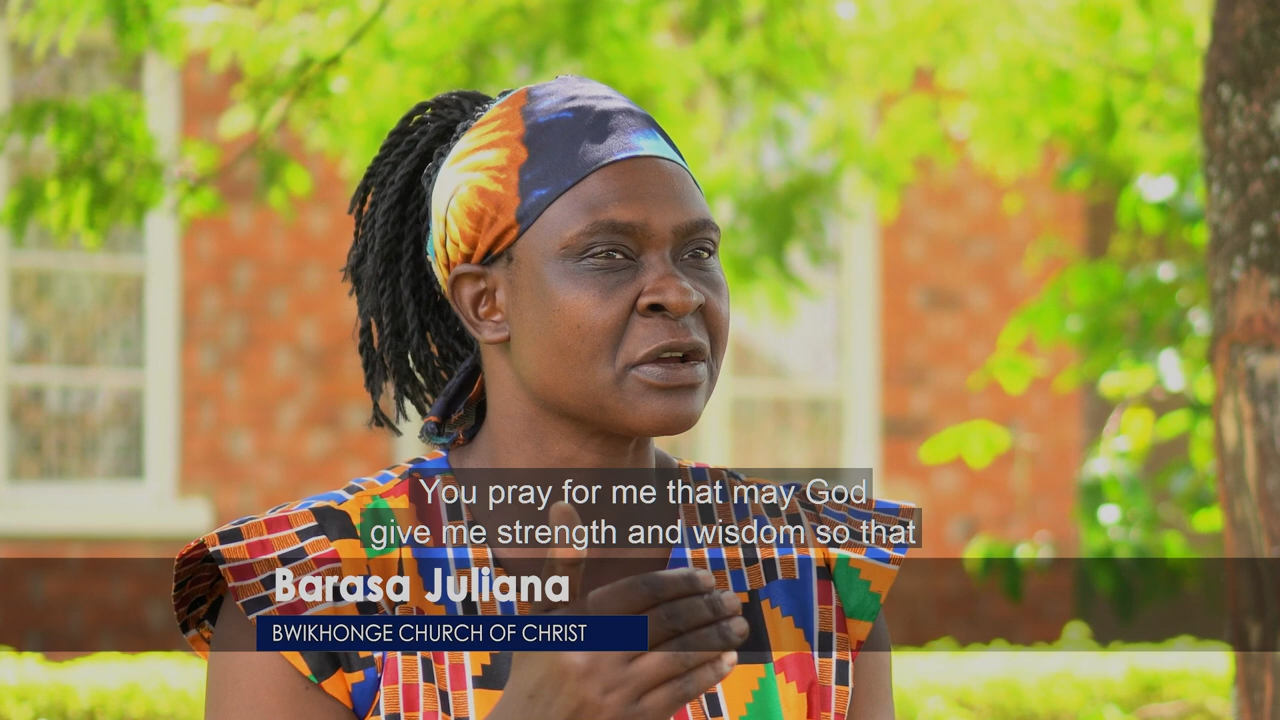 You pray for me that may God
give me strength and wisdom so that
Barasa Juliana
BWIKHONGE CHURCH OF CHRIST